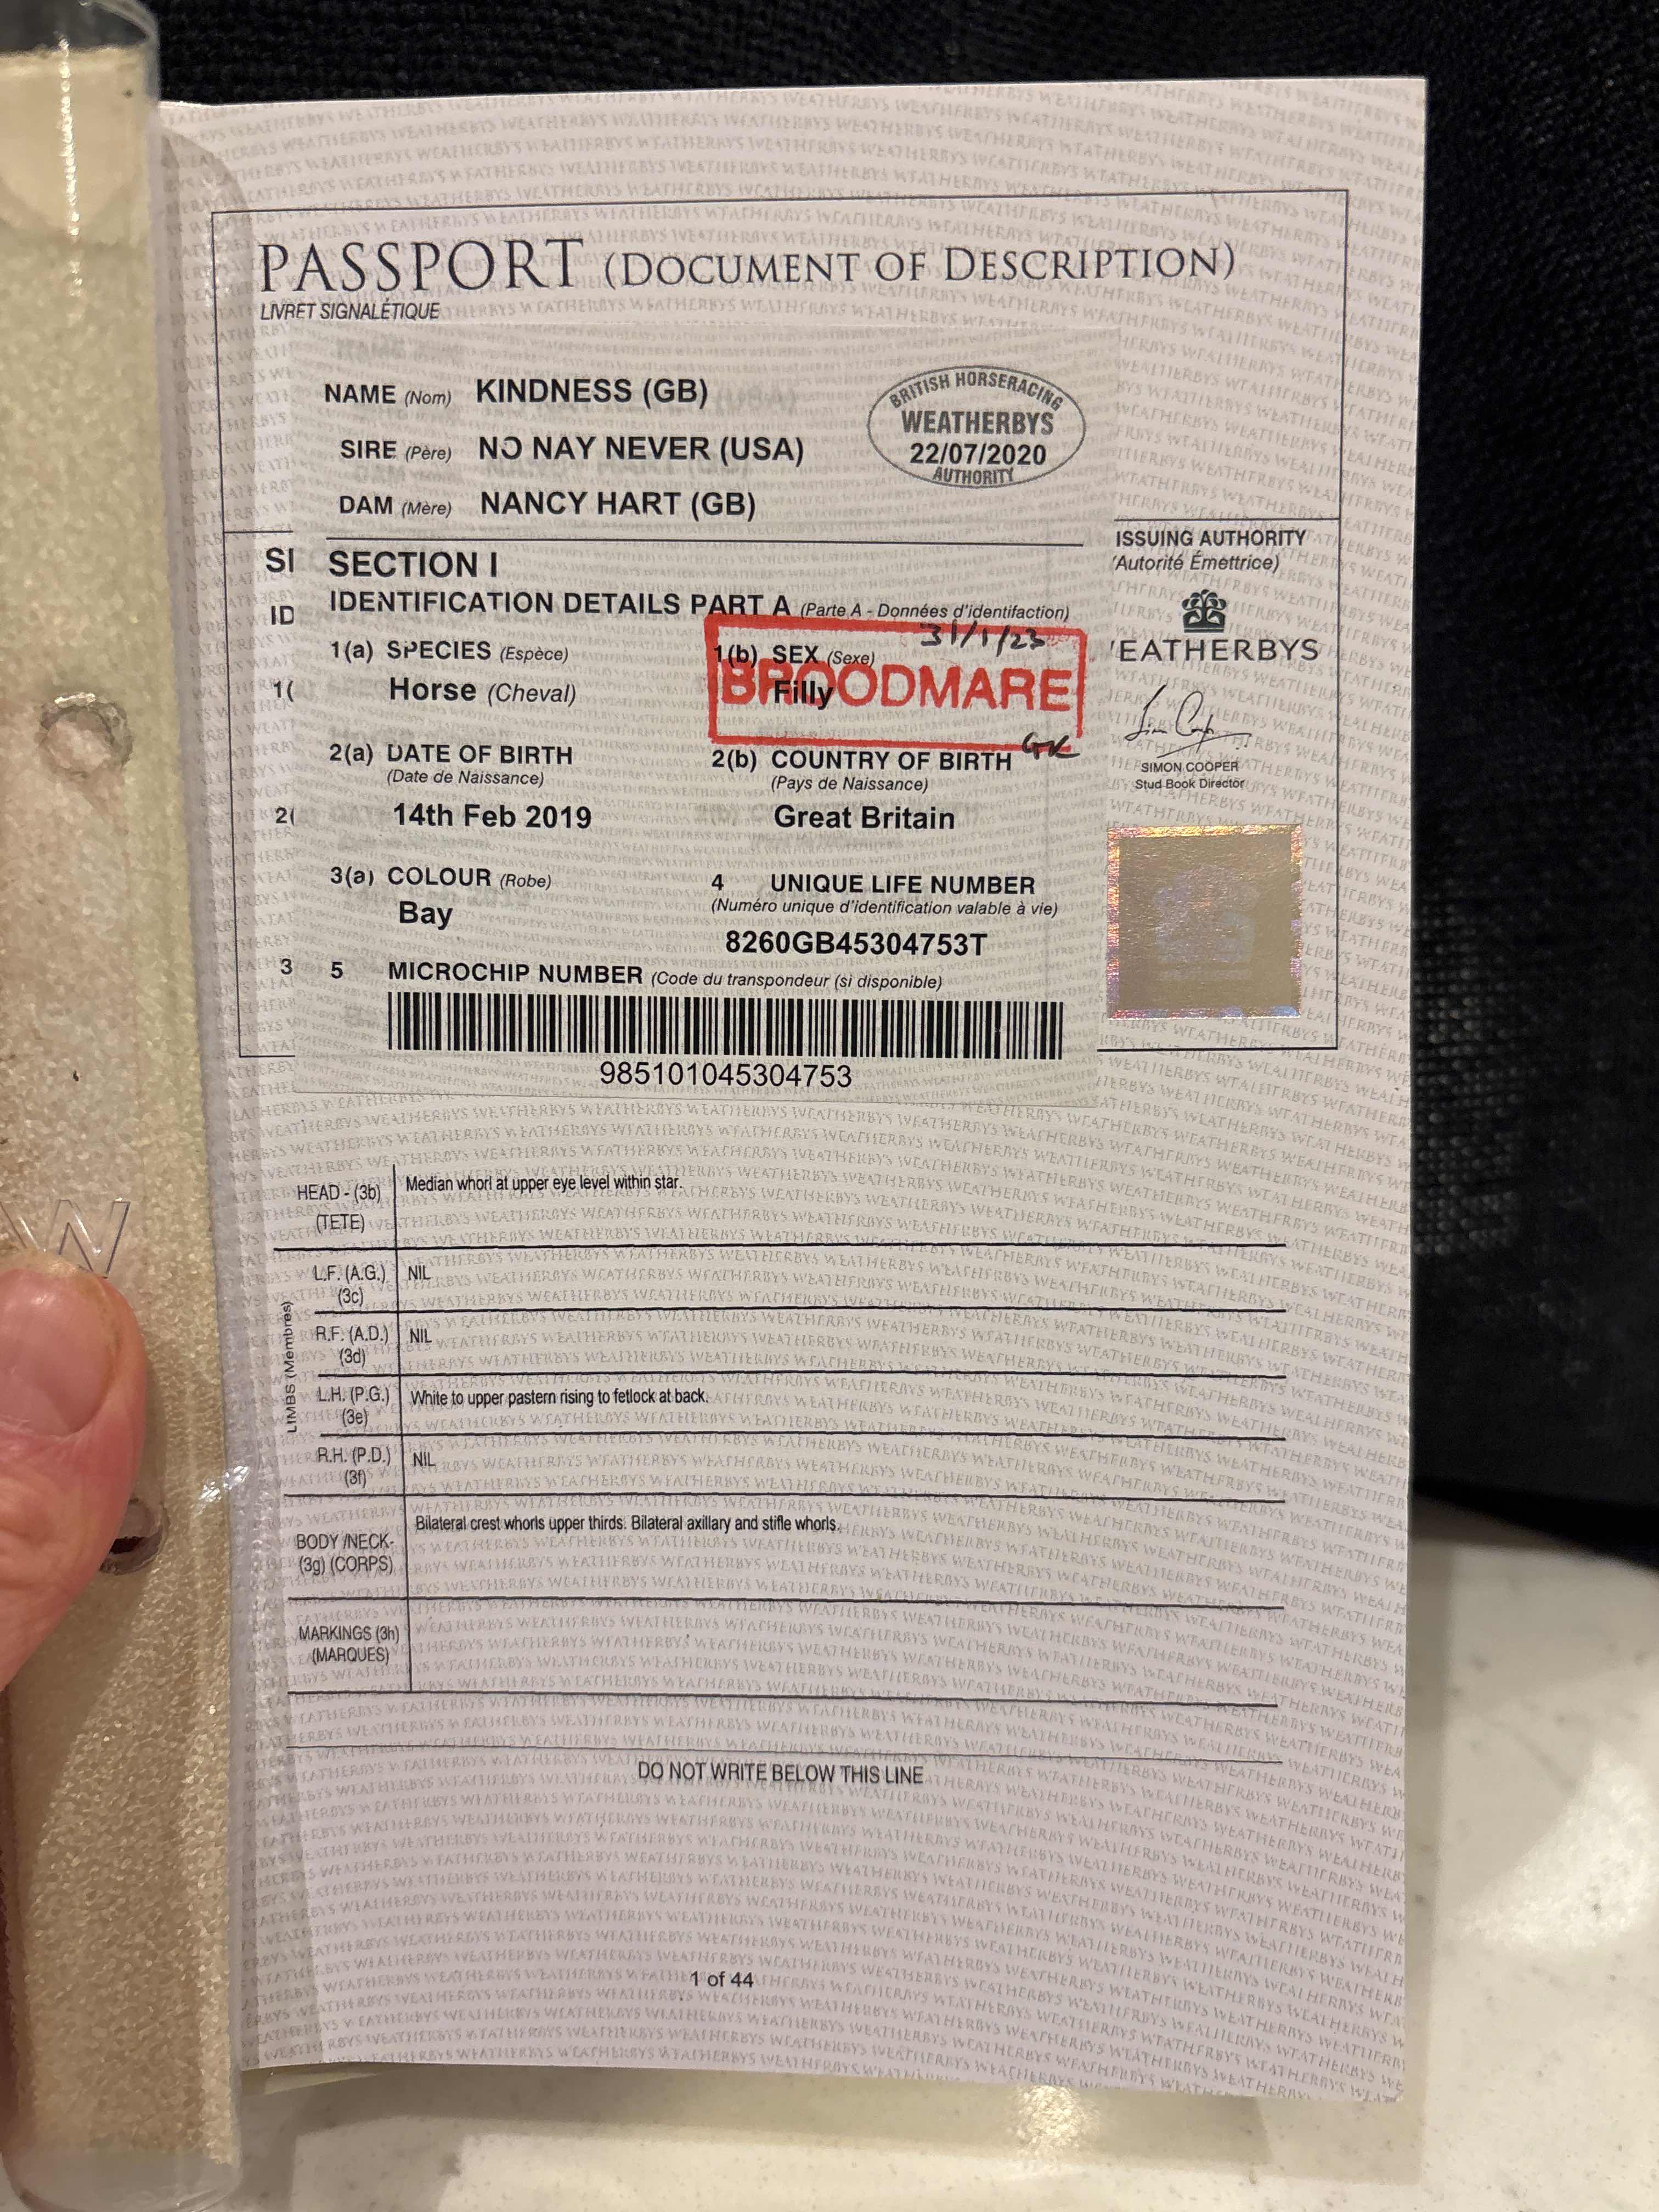 PASSPORT (DOCUMENT OF DESCRIPTION)
LIVRET SIGNALÉTIQUE
NAME (Nom) KINDNESS (GB)
SIRE (Père) NO NAY NEVER (USA)
DAM (Mère) NANCY HART (GB)
BRITISH HORSERACING
WEATHERBYS
22/07/2020
AUTHORITY
SI
SECTION I
ID
IDENTIFICATION DETAILS PART A (Parte A - Données d'identifaction)
31/1/23
1(
1(a) SPECIES (Espèce)
Horse (Cheval)
1(b) SEX (Sexe)
Filly
BROODMARE
GK
2(
2(a) DATE OF BIRTH
(Date de Naissance)
14th Feb 2019
2(b) COUNTRY OF BIRTH
(Pays de Naissance)
Great Britain
3(a) COLOUR (Robe)
Bay
4 UNIQUE LIFE NUMBER
(Numéro unique d'identification valable à vie)
8260GB45304753T
3
5 MICROCHIP NUMBER (Code du transpondeur (si disponible)
985101045304753
ISSUING AUTHORITY
(Autorité Émettrice)
EATHERBYS
SIMON COOPER
Stud Book Director
HEAD - (3b)
(TETE)
Median whorl at upper eye level within star.
LIMBS (Membres)
L.F. (A.G.)
(3c)
NIL
R.F. (A.D.)
(3d)
NIL
L.H. (P.G.)
(3e)
White to upper pastern rising to fetlock at back.
R.H. (P.D.)
(3f)
NIL
BODY /NECK-
(3g) (CORPS)
Bilateral crest whorls upper thirds. Bilateral axillary and stifle whorls.
MARKINGS (3h)
(MARQUES)
DO NOT WRITE BELOW THIS LINE
1 of 44
W